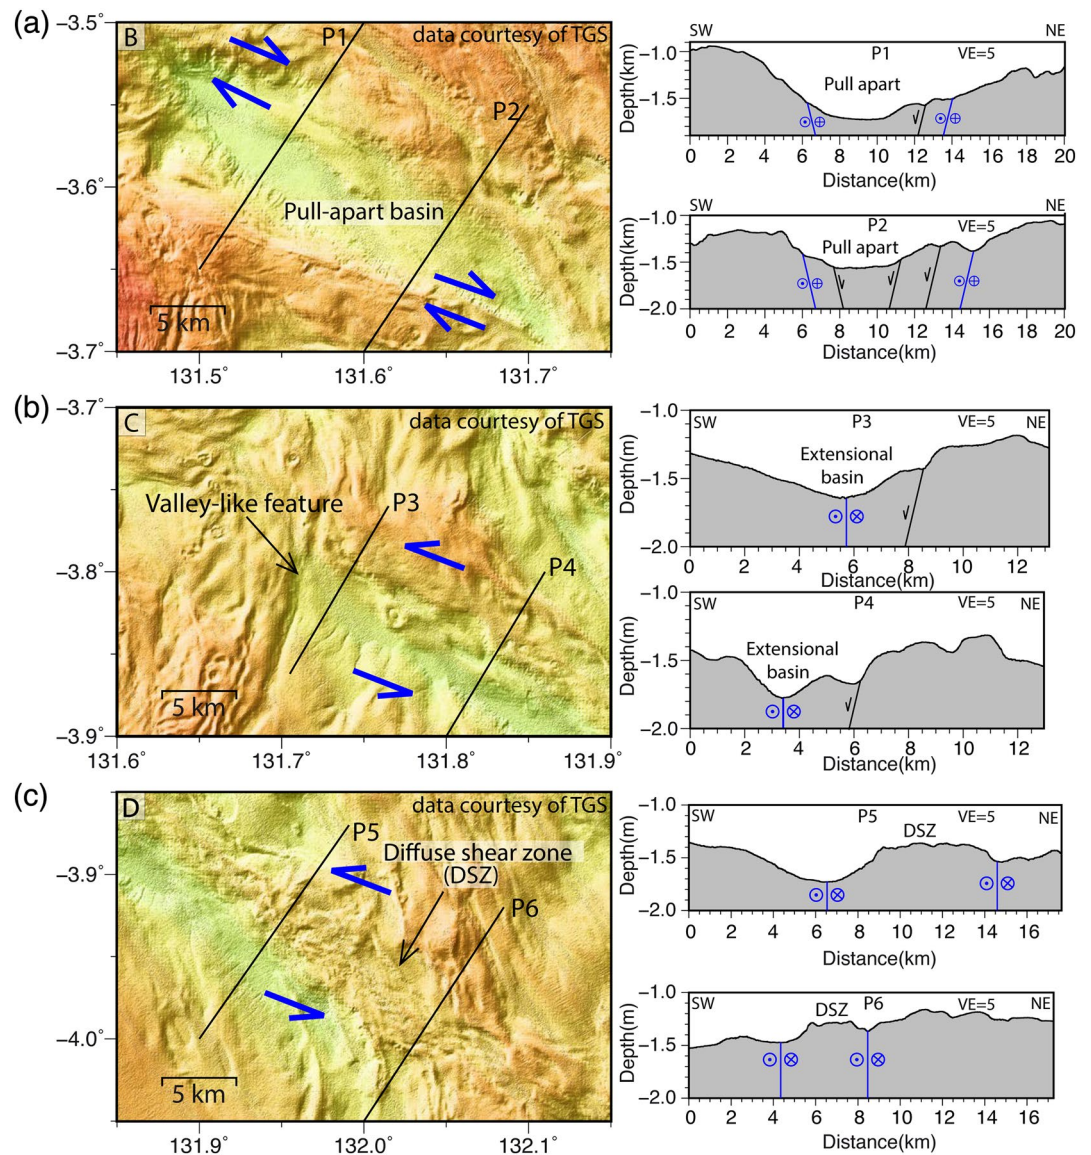 (a)
B
data courtesy of TGS
P1
P2
Pull-apart basin
5 km
−3.5°
−3.6°
−3.7°
131.5°
131.6°
131.7°
SW
NE
P1
VE=5
Pull apart
Depth(km)
−1.0
−1.5
0 2 4 6 8 10 12 14 16 18 20
Distance(km)
SW
NE
P2
VE=5
Pull apart
Depth(km)
−1.0
−1.5
−2.0
0 2 4 6 8 10 12 14 16 18 20
Distance(km)
(b)
C
data courtesy of TGS
Valley-like feature
P3
P4
5 km
−3.7°
−3.8°
−3.9°
131.6°
131.7°
131.8°
131.9°
SW
P3
VE=5
NE
Extensional
basin
Depth(m)
−1.0
−1.5
−2.0
0 2 4 6 8 10 12
Distance(km)
SW
P4
VE=5
NE
Extensional
basin
Depth(m)
−1.0
−1.5
−2.0
0 2 4 6 8 10 12
Distance(km)
(c)
D
data courtesy of TGS
P5
Diffuse shear zone
(DSZ)
P6
5 km
−3.9°
−4.0°
131.9°
132.0°
132.1°
SW
P5
VE=5
NE
DSZ
Depth(m)
−1.0
−1.5
−2.0
0 2 4 6 8 10 12 14 16
Distance(km)
SW
DSZ
P6
VE=5
NE
Depth(m)
−1.0
−1.5
−2.0
0 2 4 6 8 10 12 14 16
Distance(km)